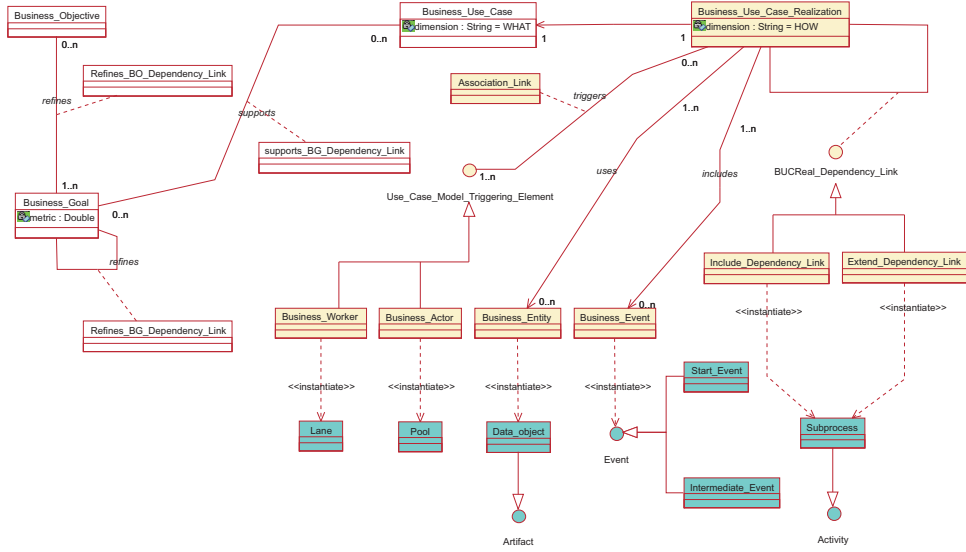 Business_Objective
Business_Use_Case
dimension : String = WHAT
Business_Use_Case_Realization
dimension : String = HOW
0..n
0..n
1
1
0..n
Refines_BO_Dependency_Link
refines
Association_Link
triggers
supports
1..n
1..n
supports_BG_Dependency_Link
1..n
1..n
uses
includes
BUCReal_Dependency_Link
Business_Goal
metric : Double
0..n
Use_Case_Model_Triggering_Element
refines
Include_Dependency_Link
Extend_Dependency_Link
0..n
0..n
Refines_BG_Dependency_Link
Business_Worker
Business_Actor
Business_Entity
Business_Event
<<instantiate>>
<<instantiate>>
<<instantiate>>
<<instantiate>>
<<instantiate>>
<<instantiate>>
Start_Event
Lane
Pool
Data_object
Event
Subprocess
Intermediate_Event
Artifact
Activity